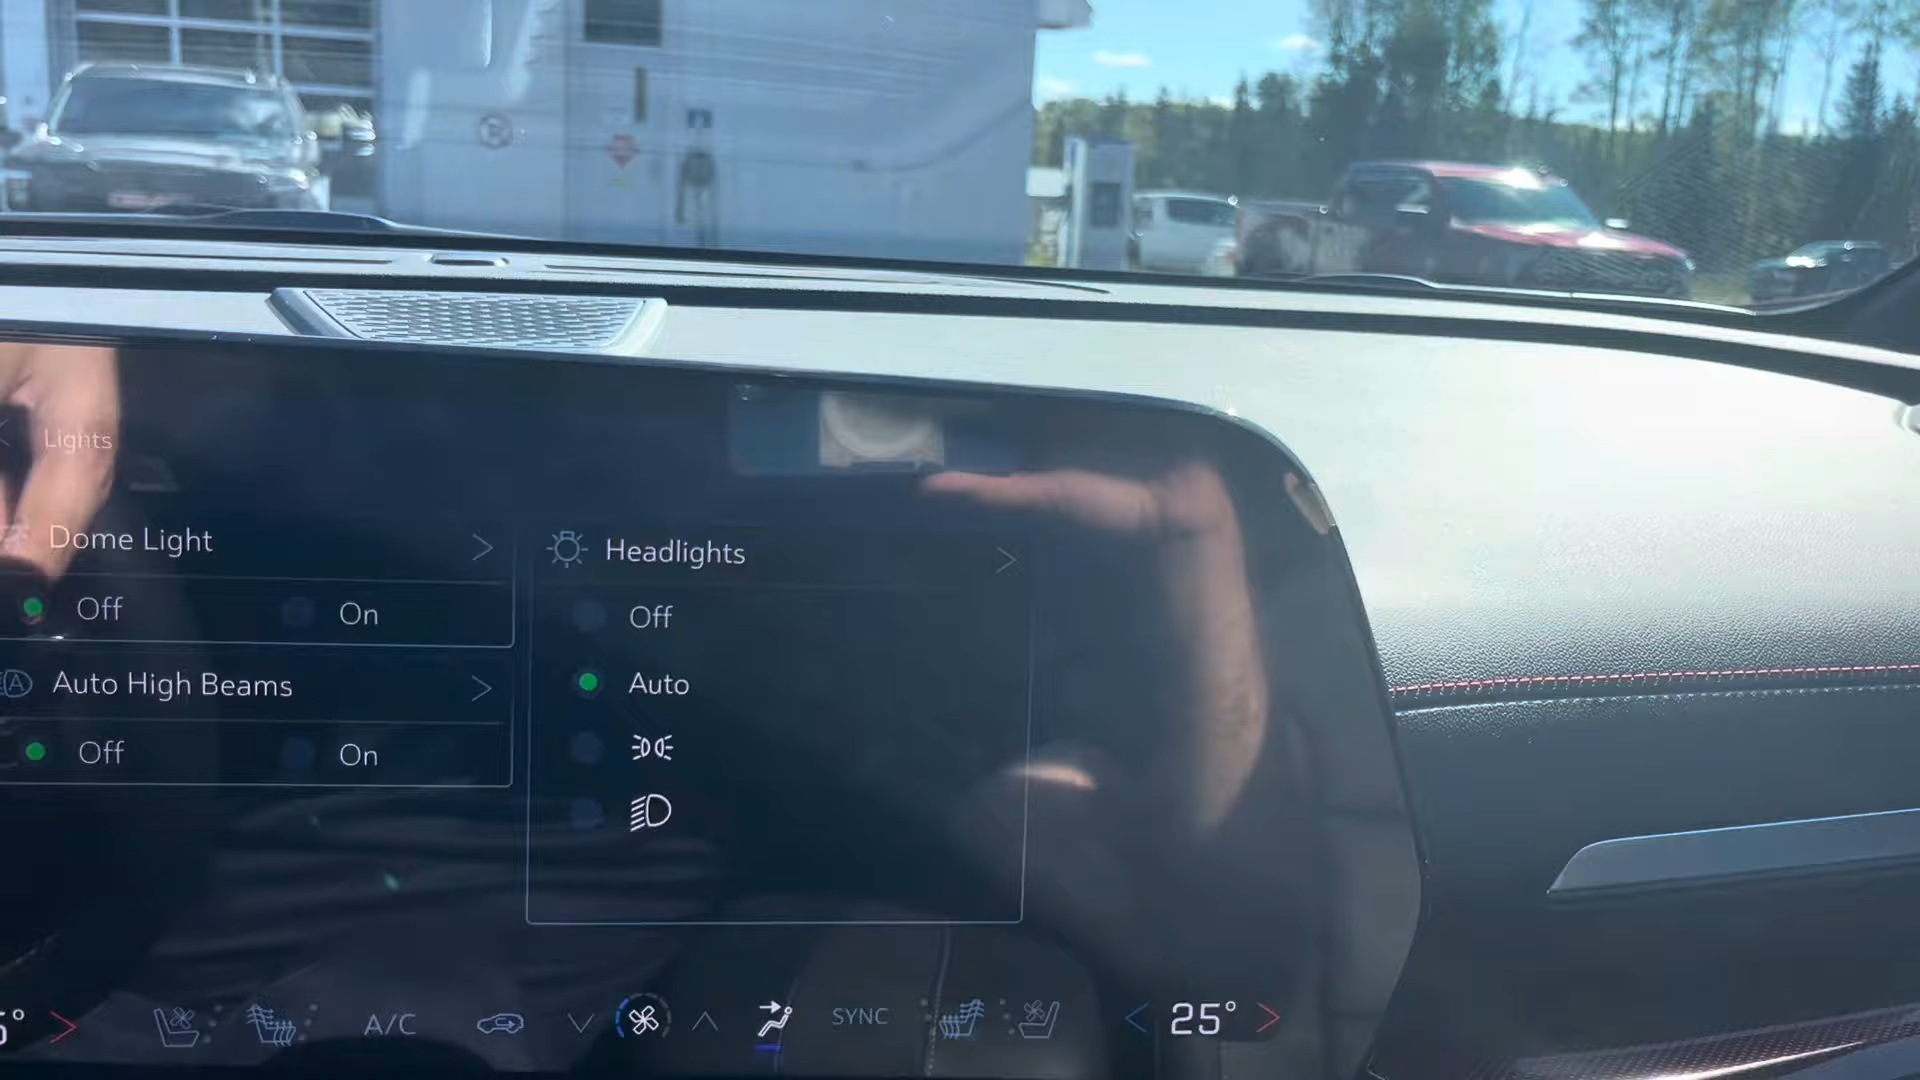 Lights
Dome Light
Off On
Auto High Beams
Off On
Headlights
Off
Auto
A/C
SYNC
25°